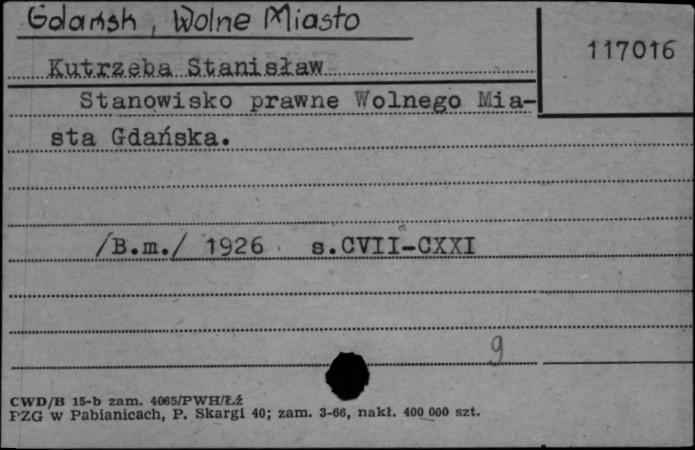 Gdańsk, Wolne Miasto
117016
Kutrzeba Stanisław
Stanowisko prawne Wolnego Mia-
sta Gdańska.
/B.m./ 1926 s.CVII-CXXI
9
CWD/B 15-b zam. 4065/PWH/Łź
PZG w Pabianicach, P. Skargi 40; zam. 3-66, nakł. 400 000 szt.